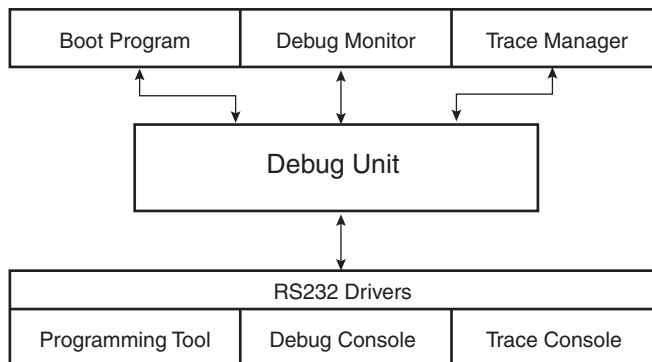 Boot Program
Debug Monitor
Trace Manager
Debug Unit
RS232 Drivers
Programming Tool
Debug Console
Trace Console